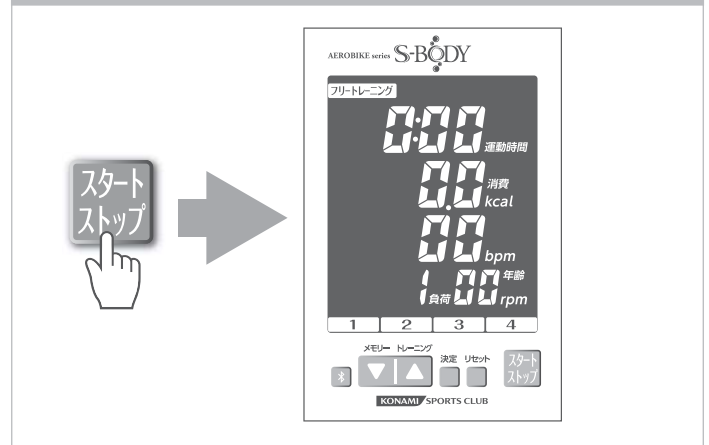 スタート
ストップ
AEROBIKE series S-BODY
フリートレーニング
0:00 運動時間
0.0 消費 kcal
00 bpm
1 負荷 00 年齢 rpm
1 2 3 4
メモリー トレーニング 決定 リセット
スタート
ストップ
KONAMI SPORTS CLUB